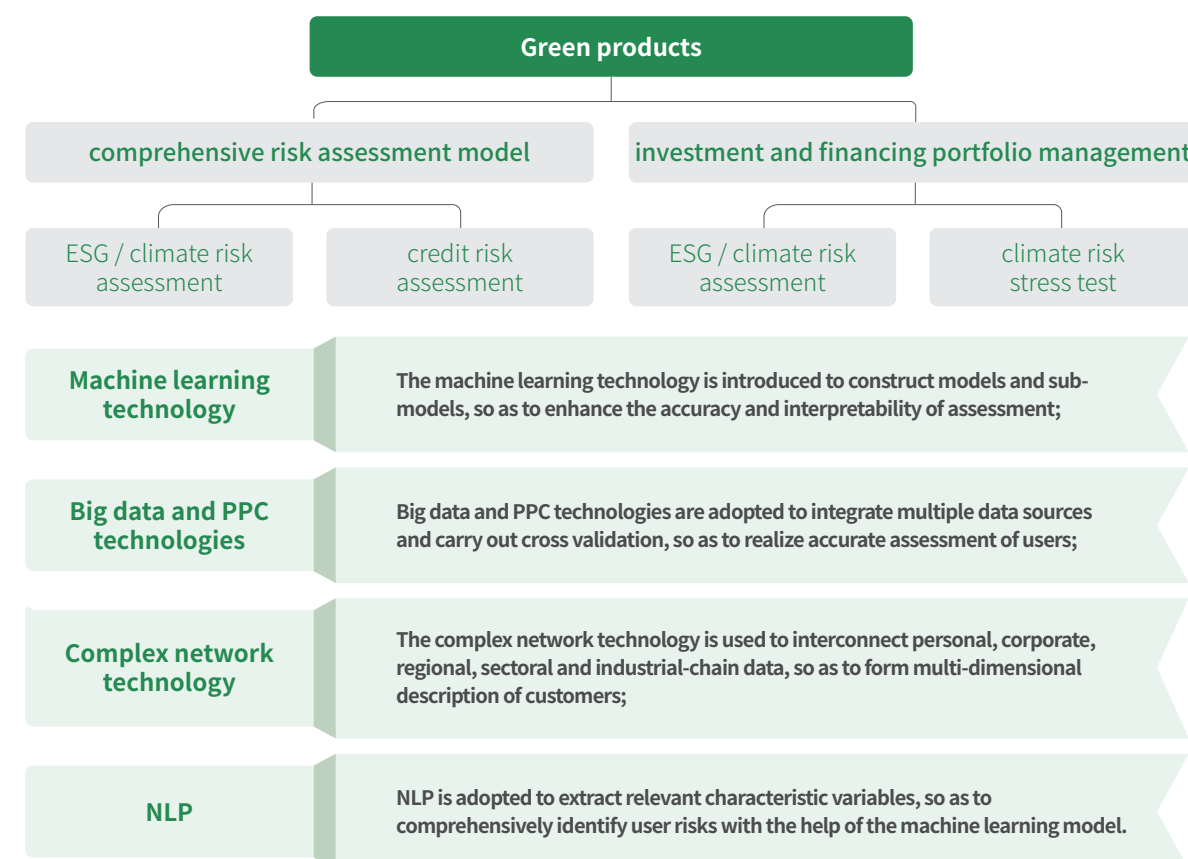 Green products
comprehensive risk assessment model
investment and financing portfolio management
ESG / climate risk
assessment
credit risk
assessment
ESG / climate risk
assessment
climate risk
stress test
Machine learning
technology
The machine learning technology is introduced to construct models and sub-
models, so as to enhance the accuracy and interpretability of assessment;
Big data and PPC
technologies
Big data and PPC technologies are adopted to integrate multiple data sources
and carry out cross validation, so as to realize accurate assessment of users;
Complex network
technology
The complex network technology is used to interconnect personal, corporate,
regional, sectoral and industrial-chain data, so as to form multi-dimensional
description of customers;
NLP
NLP is adopted to extract relevant characteristic variables, so as to
comprehensively identify user risks with the help of the machine learning model.